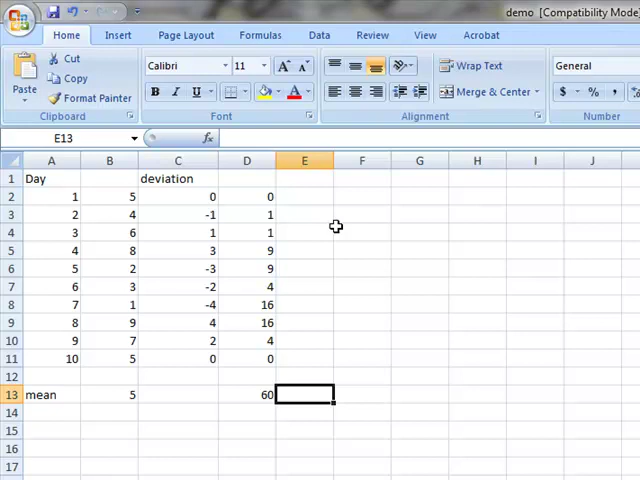 demo [Compatibility Mode
Home Insert Page Layout Formulas Data Review View Acrobat
Cut Calibri 11 A A Wrap Text General
Copy
Paste Format Painter B I U A Merge & Center $ % ,
Clipboard Font Alignment Num
E13 fx
A B C D E F G H I J
1 Day deviation
2 1 5 0 0
3 2 4 -1 1
4 3 6 1 1
5 4 8 3 9
6 5 2 -3 9
7 6 3 -2 4
8 7 1 -4 16
9 8 9 4 16
10 9 7 2 4
11 10 5 0 0
12
13 mean 5 60
14
15
16
17